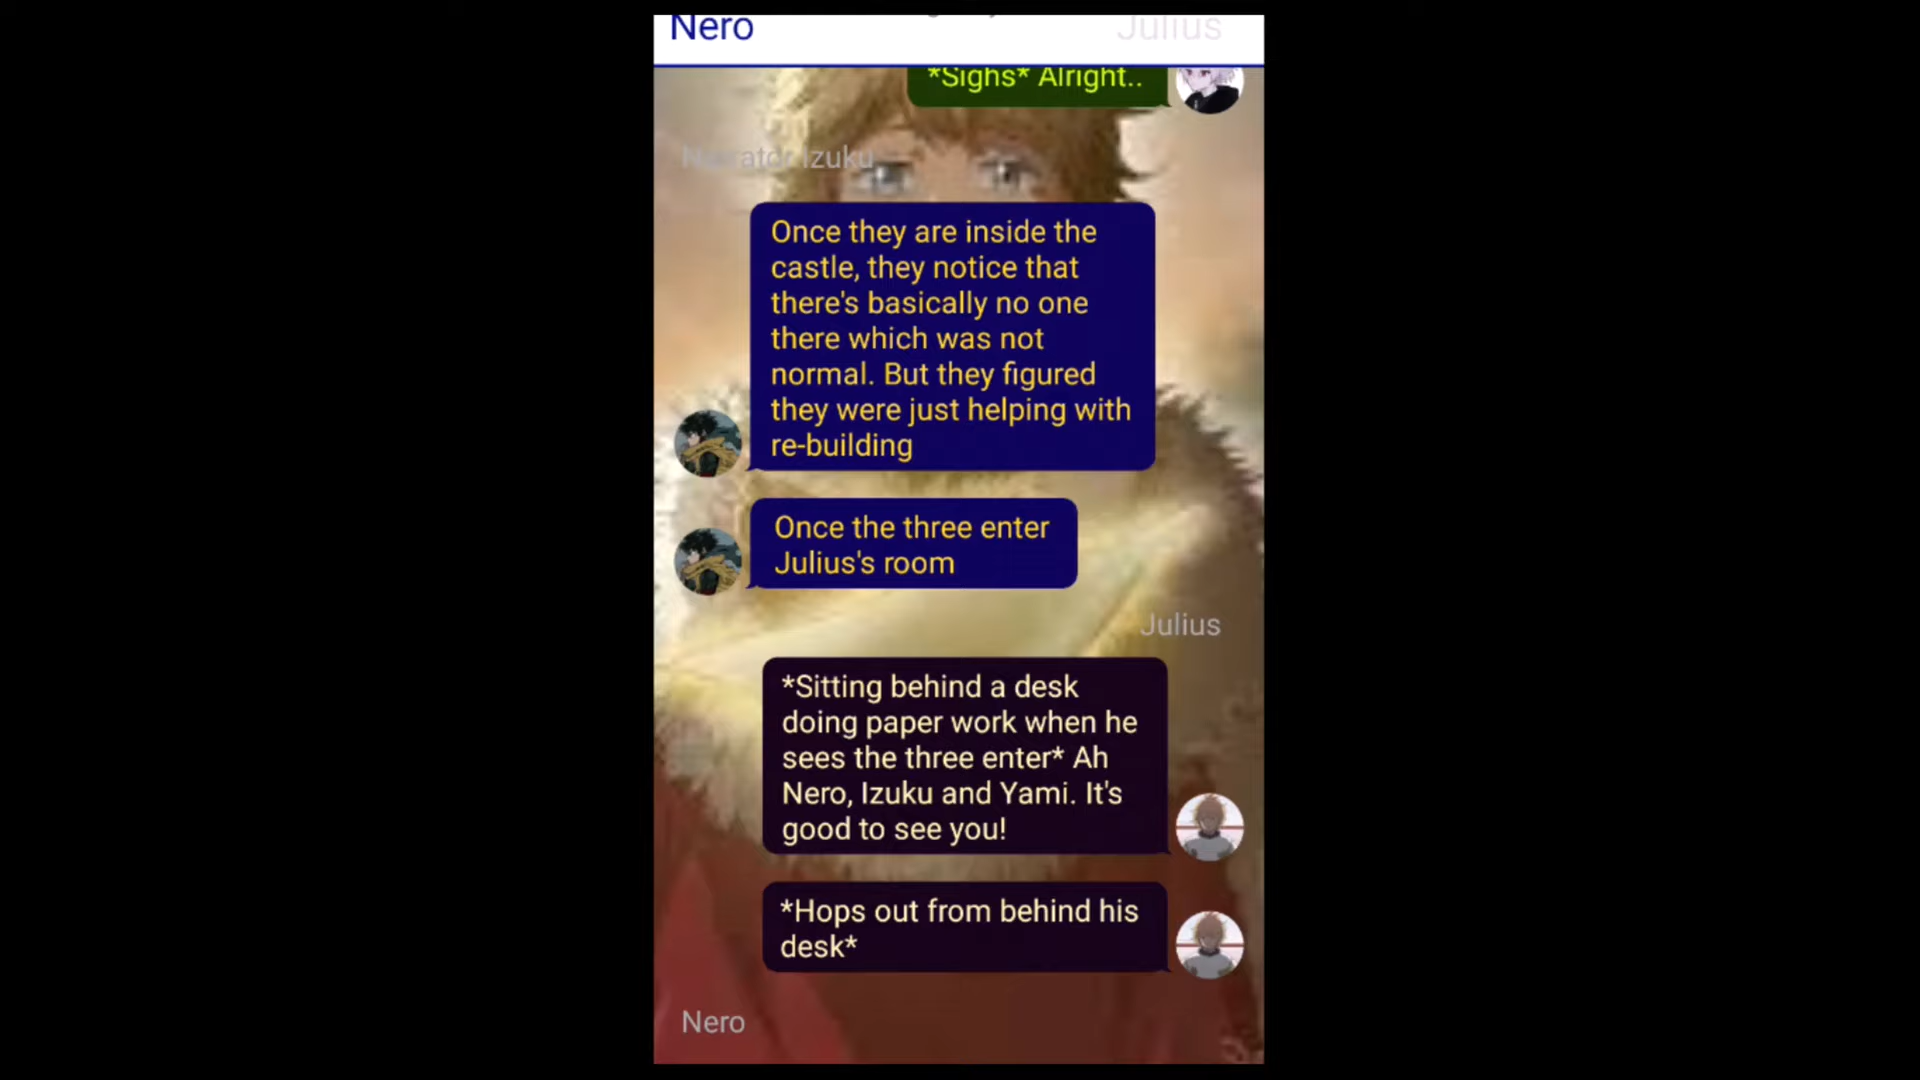 Nero
Julius
*Sighs* Alright..
Narrator Izuku
Once they are inside the
castle, they notice that
there's basically no one
there which was not
normal. But they figured
they were just helping with
re-building
Once the three enter
Julius's room
Julius
*Sitting behind a desk
doing paper work when he
sees the three enter* Ah
Nero, Izuku and Yami. It's
good to see you!
*Hops out from behind his
desk*
Nero